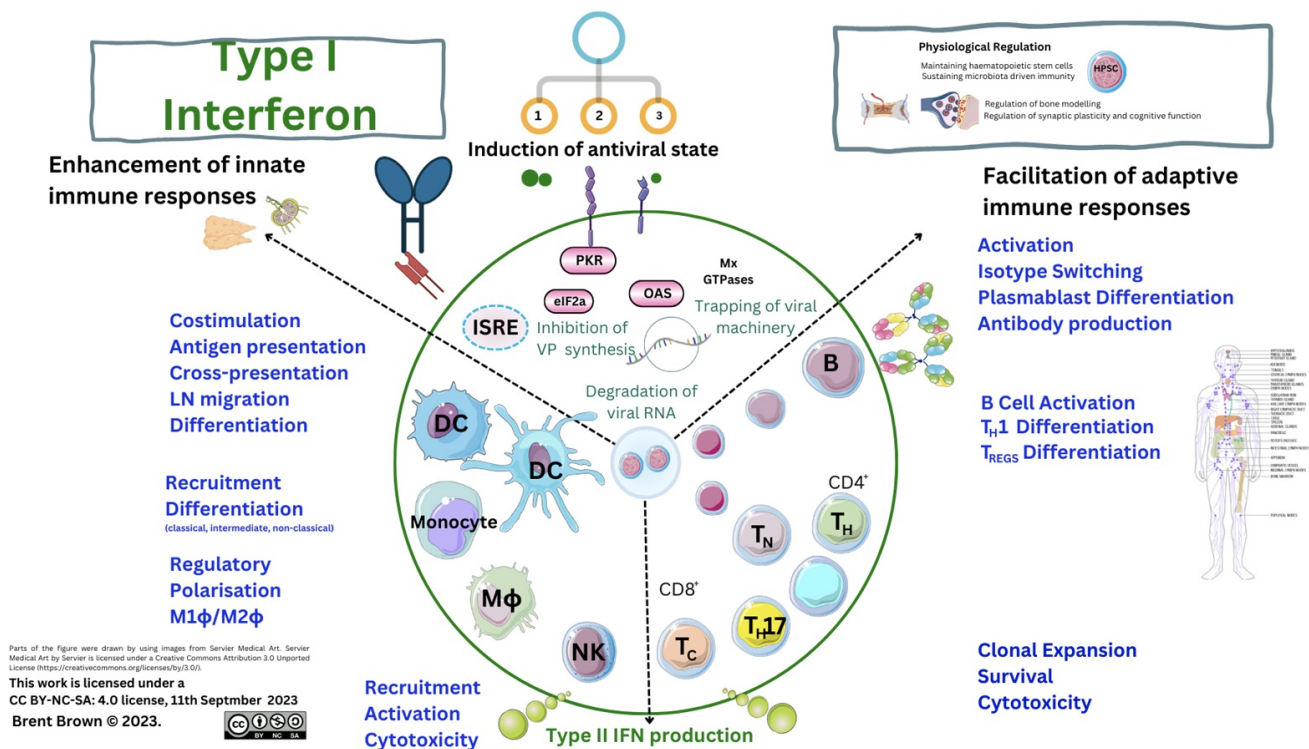 Type I
Interferon
1
2
3
Induction of antiviral state
Physiological Regulation
Maintaining haematopoietic stem cells
Sustaining microbiota driven immunity
HPSC
Regulation of bone modelling
Regulation of synaptic plasticity and cognitive function
Enhancement of innate
immune responses
Facilitation of adaptive
immune responses
Activation
Isotype Switching
Plasmablast Differentiation
Antibody production
PKR
eIF2a
OAS
Mx
GTPases
ISRE
Inhibition of
VP synthesis
Trapping of viral
machinery
Degradation of
viral RNA
Costimulation
Antigen presentation
Cross-presentation
LN migration
Differentiation
B
DC
DC
B Cell Activation
TH1 Differentiation
TREGS Differentiation
Recruitment
Differentiation
(classical, intermediate, non-classical)
Monocyte
CD4+
TN
TH
Regulatory
Polarisation
M1ϕ/M2ϕ
Mϕ
CD8+
TH17
NK
TC
Clonal Expansion
Survival
Cytotoxicity
Recruitment
Activation
Cytotoxicity
Type II IFN production
Parts of the figure were drawn by using images from Servier Medical Art. Servier
Medical Art by Servier is licensed under a Creative Commons Attribution 3.0 Unported
License (https://creativecommons.org/licenses/by/3.0/).
This work is licensed under a
CC BY-NC-SA: 4.0 license, 11th Septmber 2023
Brent Brown © 2023.
cc
BY NC SA